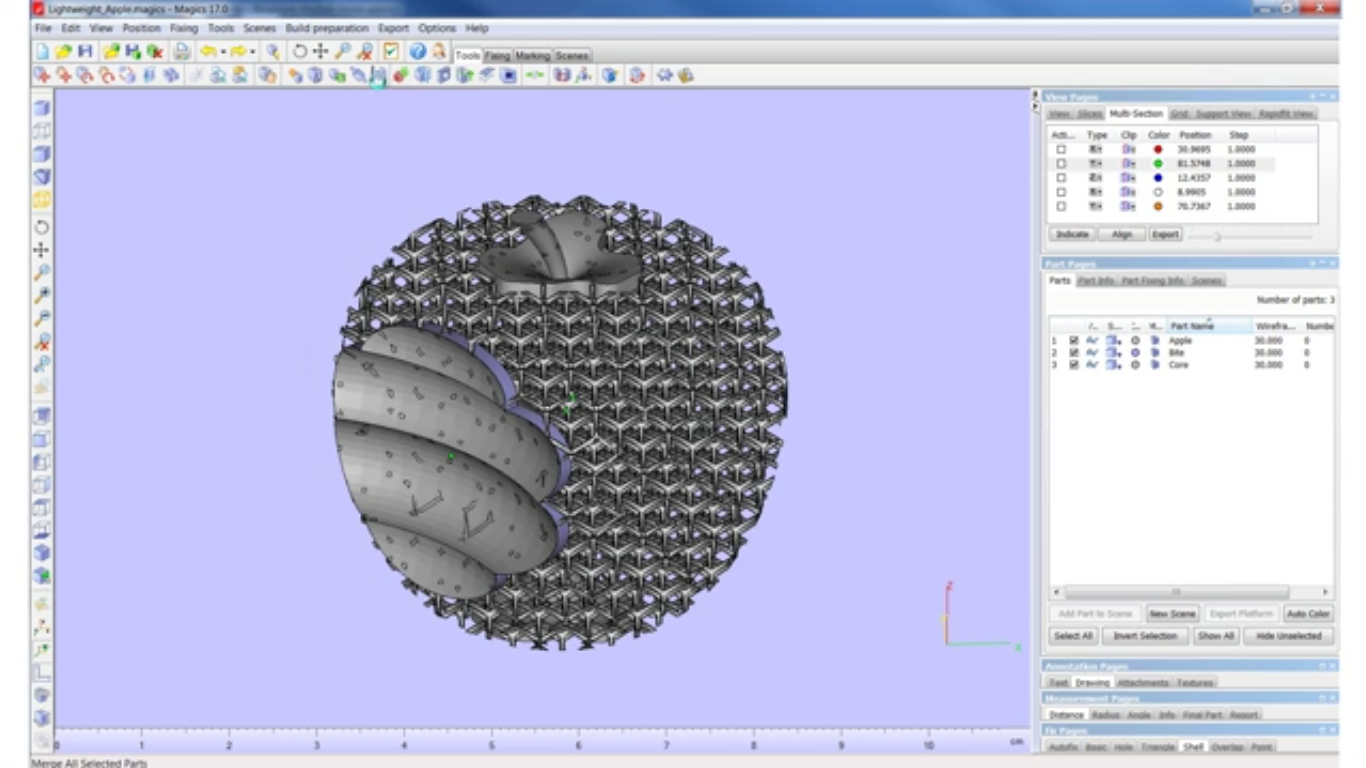 Lightweight_Apple.magics - Magics 17.0
File Edit View Position Fixing Tools Scenes Build preparation Export Options Help
Tools Fixing Marking Scenes
View Pages
View Slices Multi-Section Grid Support View Rapidfit View
Acti... Type Clip Color Position Step
30.9695 1.0000
81.5748 1.0000
12.4357 1.0000
8.9905 1.0000
70.7367 1.0000
Indicate Align Export
Part Pages
Parts Part Info Part Fixing Info Scenes
Number of parts: 3
Part Name Wirefra... Numbe
1 Apple 30.000 0
2 Bite 30.000 0
3 Core 30.000 0
Add Part to Scene New Scene Export Platform Auto Color
Select All Invert Selection Show All Hide Unselected
Annotation Pages
Text Drawing Attachments Textures
Measurement Pages
Distance Radius Angle Info Final Part Report
Fix Pages
Autofix Basic Hole Triangle Shell Overlap Point
Z
X
0 1 2 3 4 5 6 7 8 9 10 cm
Merge All Selected Parts